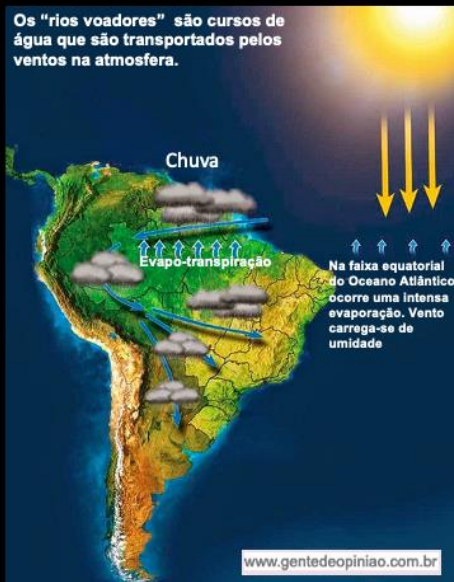 Os “rios voadores” são cursos de
água que são transportados pelos
ventos na atmosfera.
Chuva
Evapo-transpiração
Na faixa equatorial
do Oceano Atlântico
ocorre uma intensa
evaporação. Vento
carrega-se de
umidade
www.gentedeopiniao.com.br